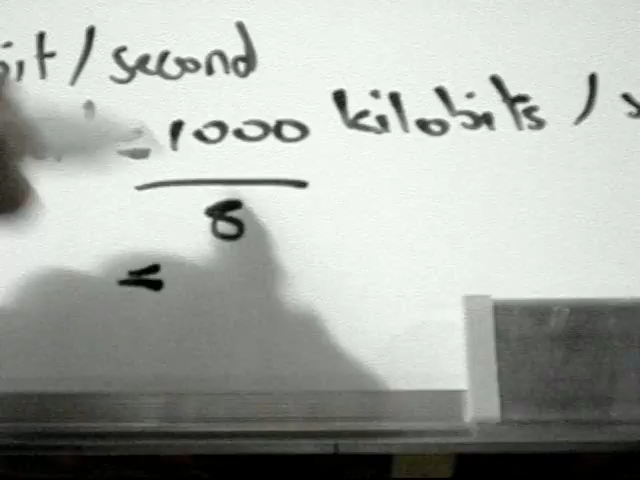 it/second
= 1000 kilobits / s
8
=